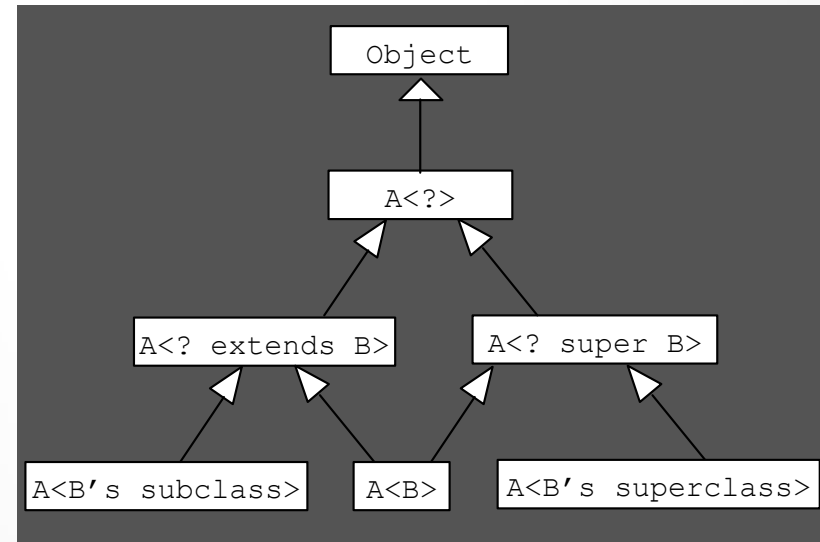 Object
A<?>
A<? extends B>
A<? super B>
A<B’s subclass>
A<B>
A<B’s superclass>